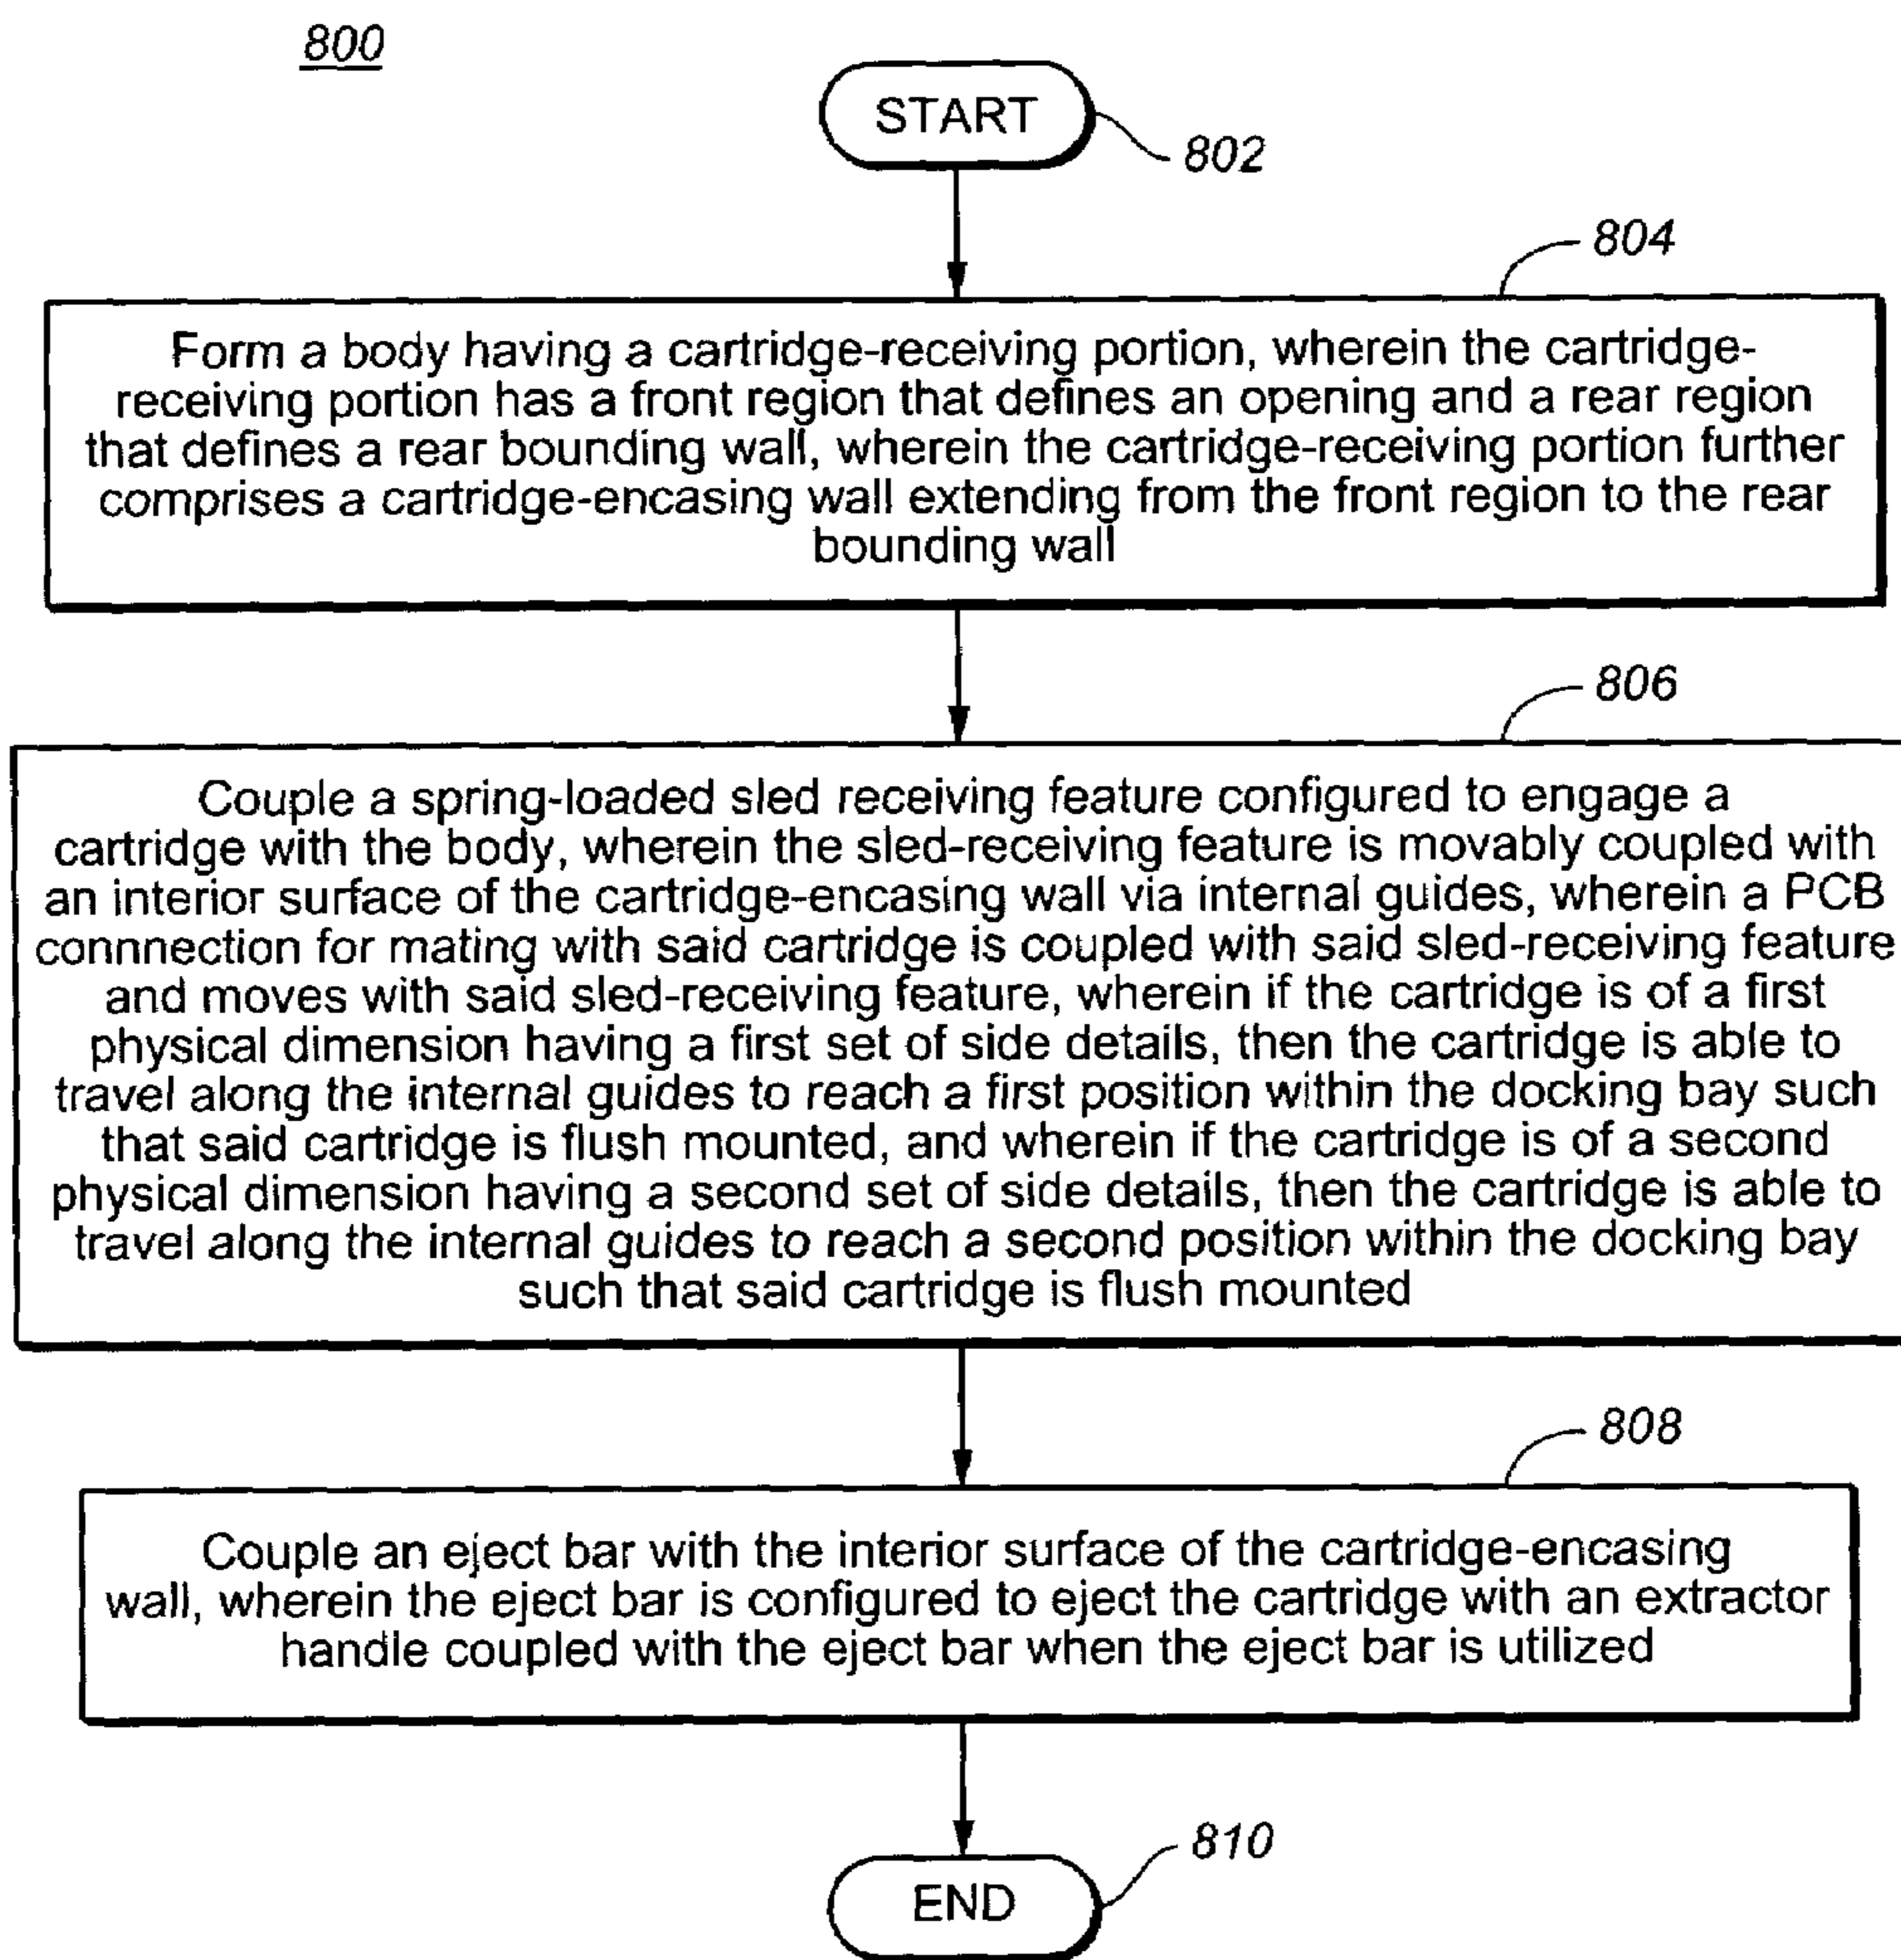 800
START
802
804
Form a body having a cartridge-receiving portion, wherein the cartridge-
receiving portion has a front region that defines an opening and a rear region
that defines a rear bounding wall, wherein the cartridge-receiving portion further
comprises a cartridge-encasing wall extending from the front region to the rear
bounding wall
806
Couple a spring-loaded sled receiving feature configured to engage a
cartridge with the body, wherein the sled-receiving feature is movably coupled with
an interior surface of the cartridge-encasing wall via internal guides, wherein a PCB
connnection for mating with said cartridge is coupled with said sled-receiving feature
and moves with said sled-receiving feature, wherein if the cartridge is of a first
physical dimension having a first set of side details, then the cartridge is able to
travel along the internal guides to reach a first position within the docking bay such
that said cartridge is flush mounted, and wherein if the cartridge is of a second
physical dimension having a second set of side details, then the cartridge is able to
travel along the internal guides to reach a second position within the docking bay
such that said cartridge is flush mounted
808
Couple an eject bar with the interior surface of the cartridge-encasing
wall, wherein the eject bar is configured to eject the cartridge with an extractor
handle coupled with the eject bar when the eject bar is utilized
810
END